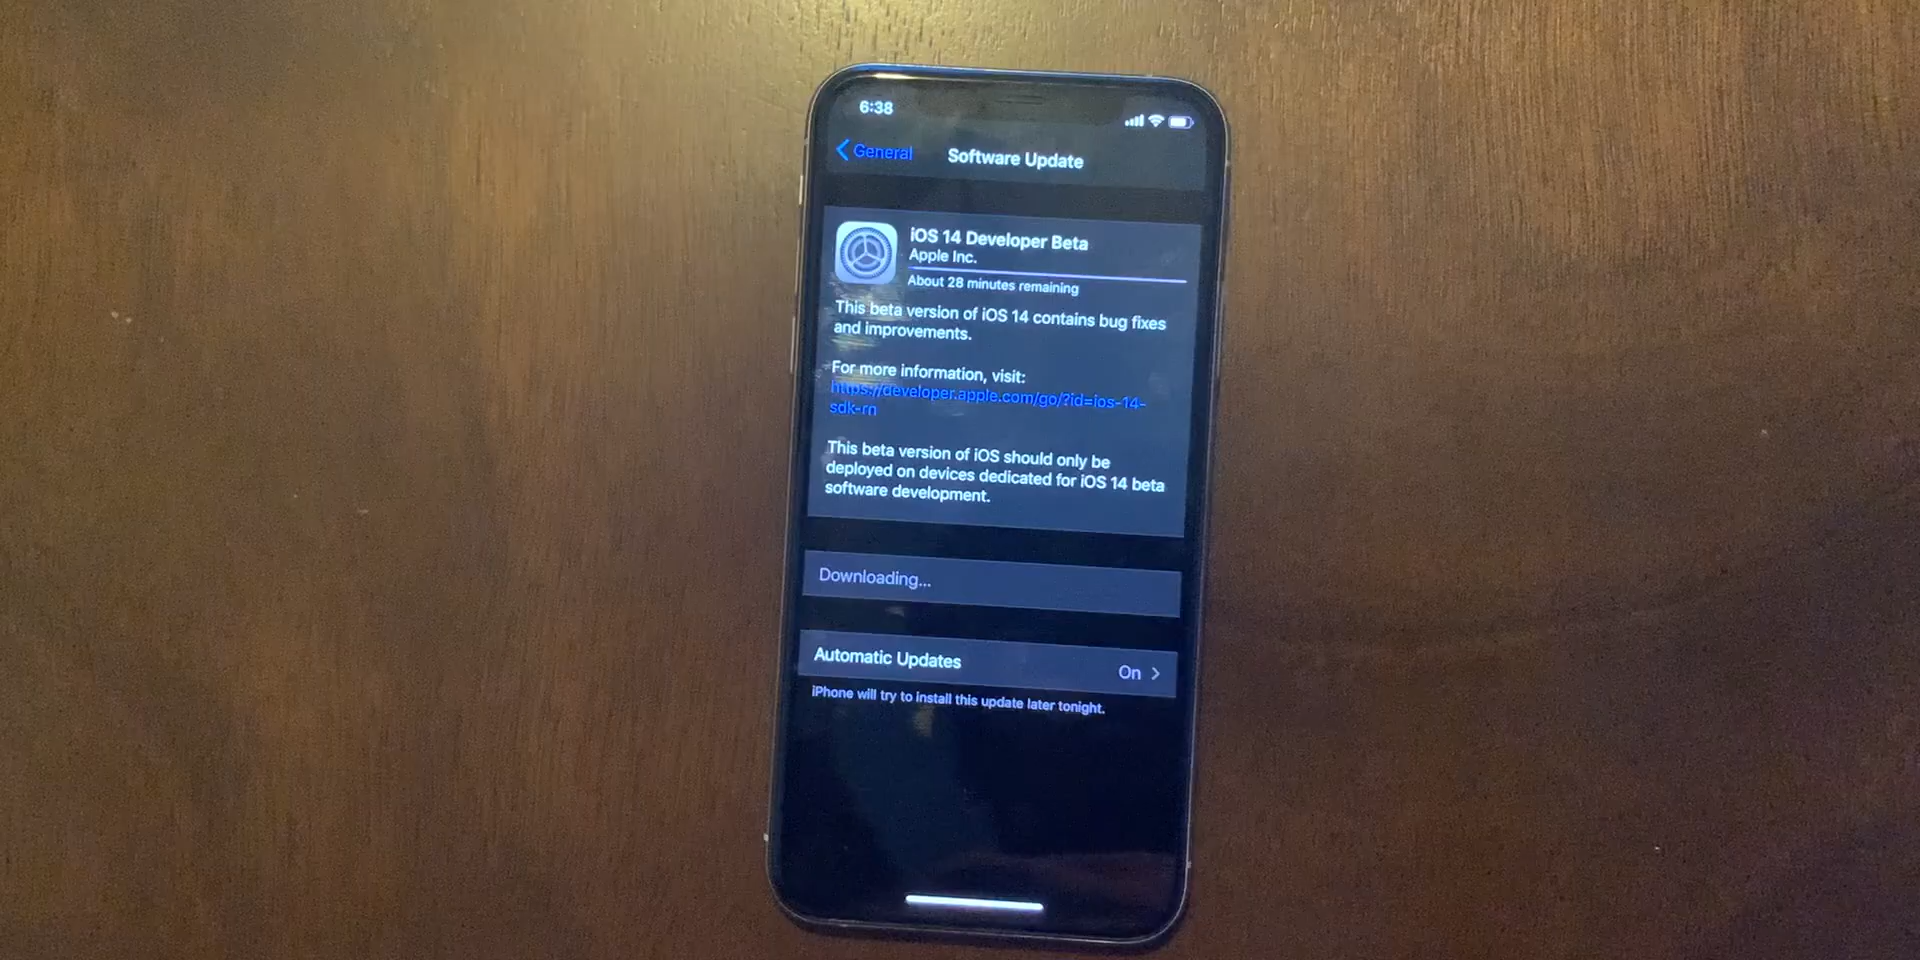 6:38
General
Software Update
iOS 14 Developer Beta
Apple Inc.
About 28 minutes remaining
This beta version of iOS 14 contains bug fixes
and improvements.
For more information, visit:
https://developer.apple.com/go/?id=ios-14-
sdk-rn
This beta version of iOS should only be
deployed on devices dedicated for iOS 14 beta
software development.
Downloading...
Automatic Updates
On
iPhone will try to install this update later tonight.